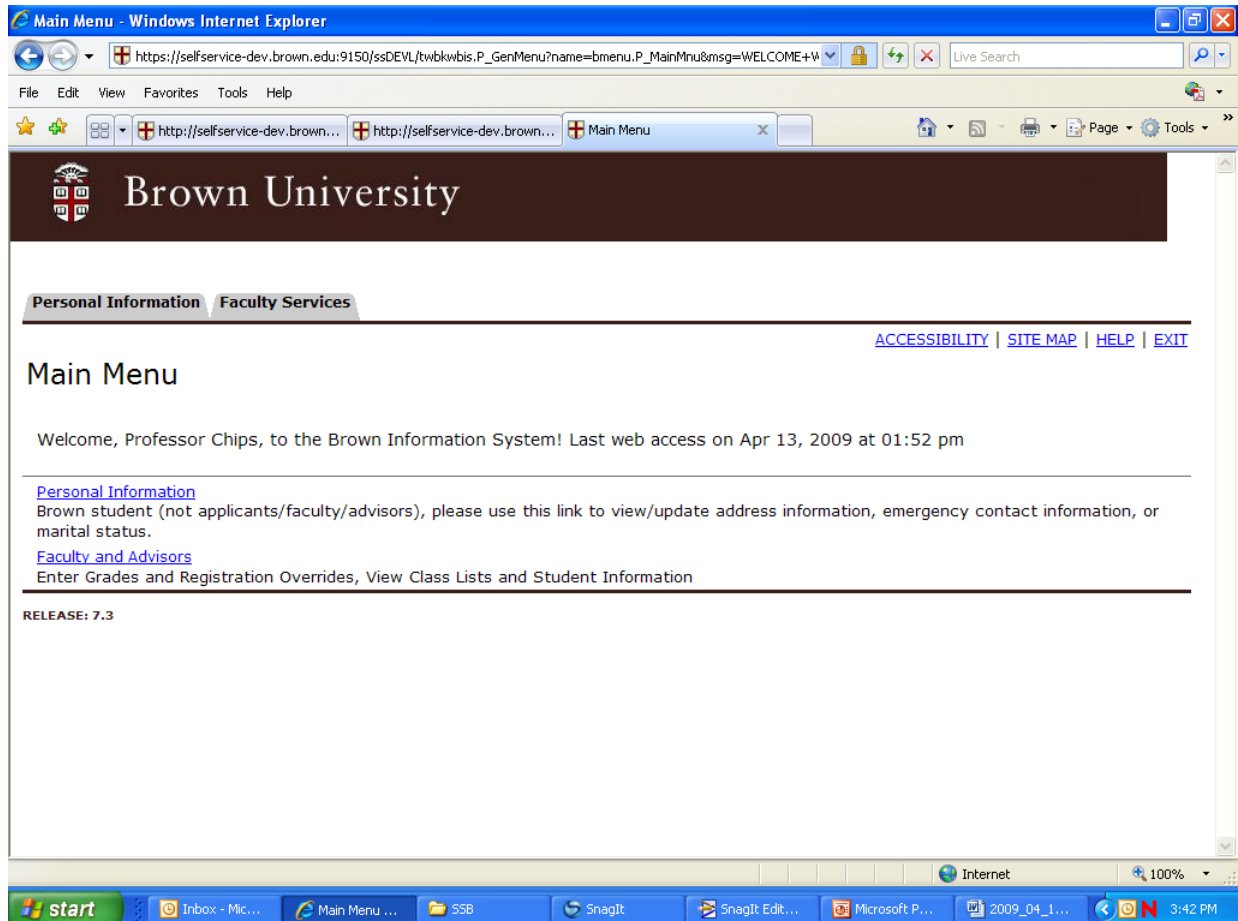 Main Menu - Windows Internet Explorer
https://selfservice-dev.brown.edu:9150/ssDEVL/twbkwbis.P_GenMenu?name=bmenu.P_MainMnu&msg=WELCOME+W
Live Search
File Edit View Favorites Tools Help
http://selfservice-dev.brown... http://selfservice-dev.brown... Main Menu Page Tools
Brown University
Personal Information Faculty Services
ACCESSIBILITY | SITE MAP | HELP | EXIT
Main Menu
Welcome, Professor Chips, to the Brown Information System! Last web access on Apr 13, 2009 at 01:52 pm
Personal Information
Brown student (not applicants/faculty/advisors), please use this link to view/update address information, emergency contact information, or
marital status.
Faculty and Advisors
Enter Grades and Registration Overrides, View Class Lists and Student Information
RELEASE: 7.3
Internet 100%
start Inbox - Mic... Main Menu ... SSB SnagIt SnagIt Edit... Microsoft P... 2009_04_1... N 3:42 PM